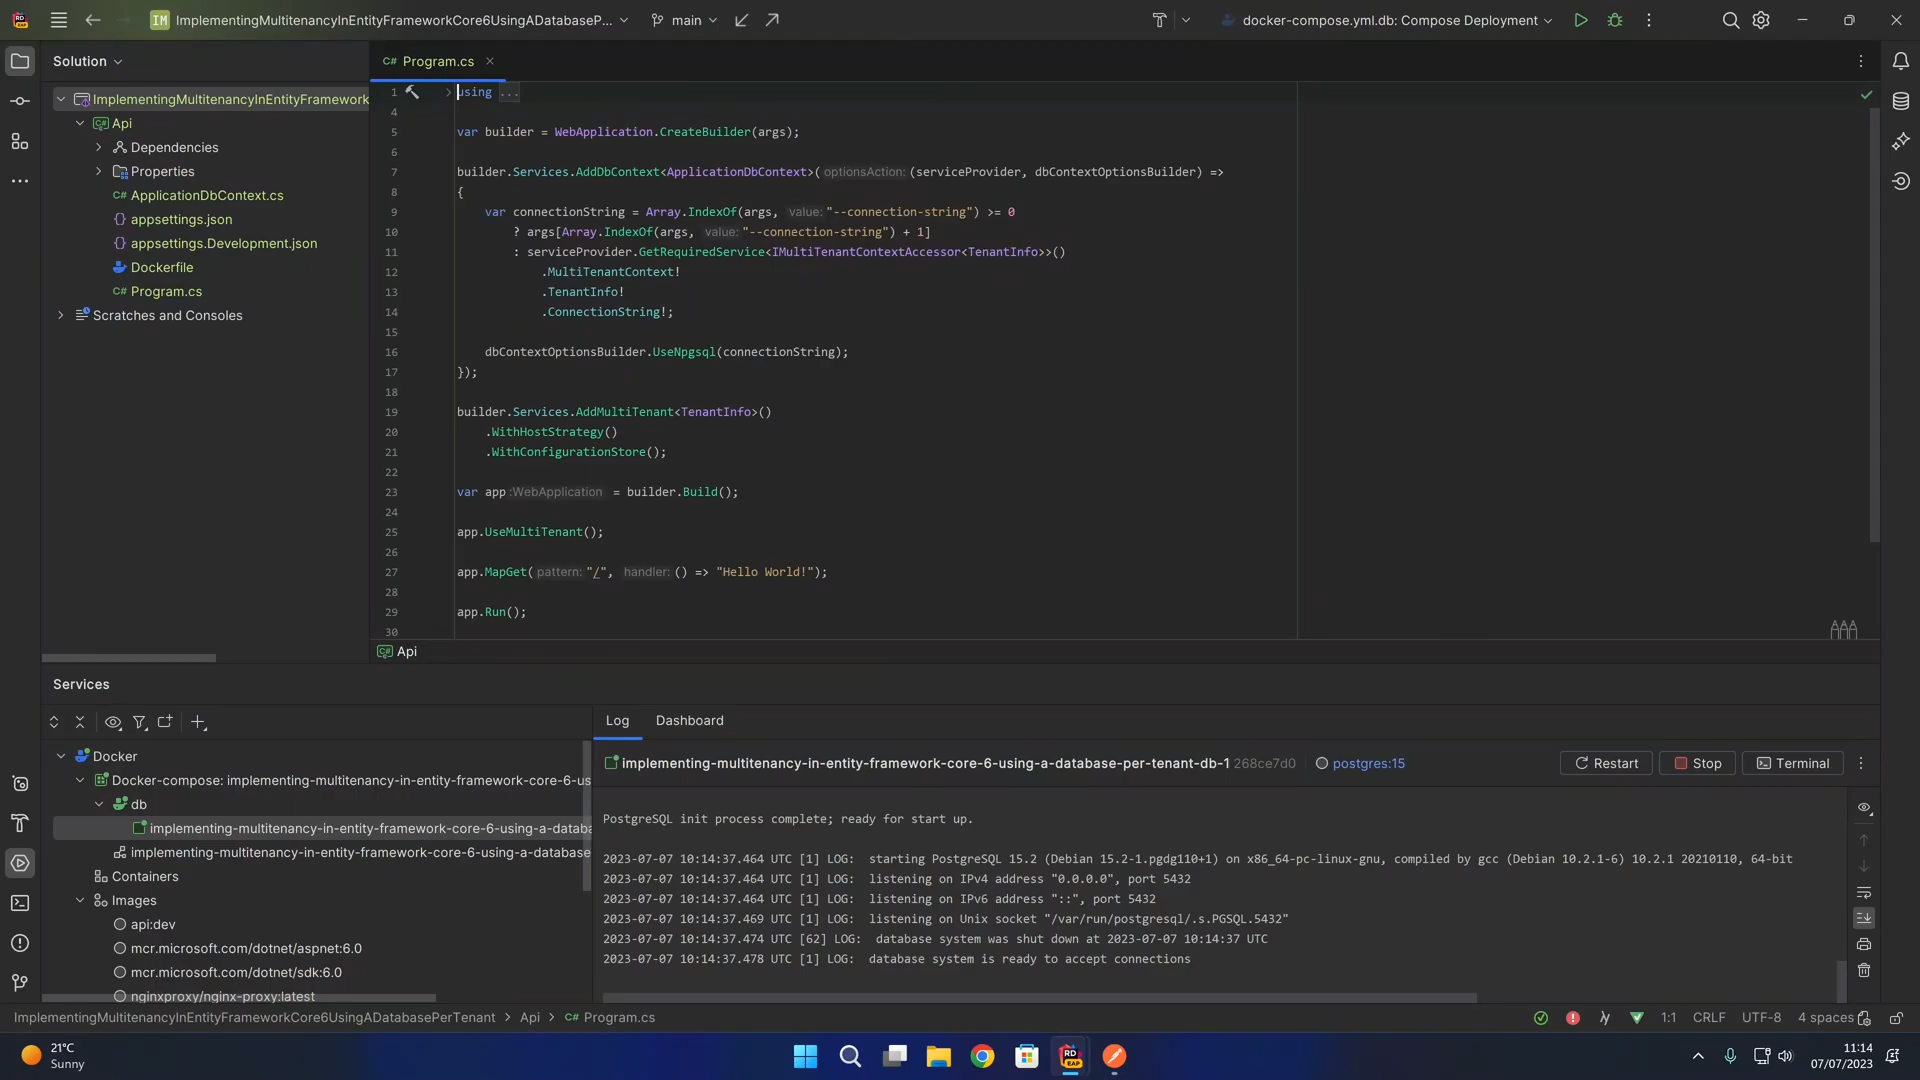 IM ImplementingMultitenancyInEntityFrameworkCore6UsingADatabaseP... main docker-compose.yml.db: Compose Deployment
Solution
ImplementingMultitenancyInEntityFramework
Api
Dependencies
Properties
C# ApplicationDbContext.cs
{} appsettings.json
{} appsettings.Development.json
Dockerfile
C# Program.cs
Scratches and Consoles
C# Program.cs
1 using ...
4
5 var builder = WebApplication.CreateBuilder(args);
6
7 builder.Services.AddDbContext<ApplicationDbContext>( optionsAction: (serviceProvider, dbContextOptionsBuilder) =>
8 {
9 var connectionString = Array.IndexOf(args, value: "--connection-string") >= 0
10 ? args[Array.IndexOf(args, value: "--connection-string") + 1]
11 : serviceProvider.GetRequiredService<IMultiTenantContextAccessor<TenantInfo>>()
12 .MultiTenantContext!
13 .TenantInfo!
14 .ConnectionString!;
15
16 dbContextOptionsBuilder.UseNpgsql(connectionString);
17 });
18
19 builder.Services.AddMultiTenant<TenantInfo>()
20 .WithHostStrategy()
21 .WithConfigurationStore();
22
23 var app :WebApplication = builder.Build();
24
25 app.UseMultiTenant();
26
27 app.MapGet( pattern: "/", handler: () => "Hello World!");
28
29 app.Run();
30
C# Api
Services
Docker
Docker-compose: implementing-multitenancy-in-entity-framework-core-6-us
db
implementing-multitenancy-in-entity-framework-core-6-using-a-databa
implementing-multitenancy-in-entity-framework-core-6-using-a-database
Containers
Images
api:dev
mcr.microsoft.com/dotnet/aspnet:6.0
mcr.microsoft.com/dotnet/sdk:6.0
nginxproxy/nginx-proxy:latest
Log Dashboard
implementing-multitenancy-in-entity-framework-core-6-using-a-database-per-tenant-db-1 268ce7d0 postgres:15 Restart Stop Terminal
PostgreSQL init process complete; ready for start up.
2023-07-07 10:14:37.464 UTC [1] LOG:  starting PostgreSQL 15.2 (Debian 15.2-1.pgdg110+1) on x86_64-pc-linux-gnu, compiled by gcc (Debian 10.2.1-6) 10.2.1 20210110, 64-bit
2023-07-07 10:14:37.464 UTC [1] LOG:  listening on IPv4 address "0.0.0.0", port 5432
2023-07-07 10:14:37.464 UTC [1] LOG:  listening on IPv6 address "::", port 5432
2023-07-07 10:14:37.469 UTC [1] LOG:  listening on Unix socket "/var/run/postgresql/.s.PGSQL.5432"
2023-07-07 10:14:37.474 UTC [62] LOG:  database system was shut down at 2023-07-07 10:14:37 UTC
2023-07-07 10:14:37.478 UTC [1] LOG:  database system is ready to accept connections
ImplementingMultitenancyInEntityFrameworkCore6UsingADatabasePerTenant > Api > C# Program.cs 1:1 CRLF UTF-8 4 spaces
21°C
Sunny
RD
EAP
11:14
07/07/2023